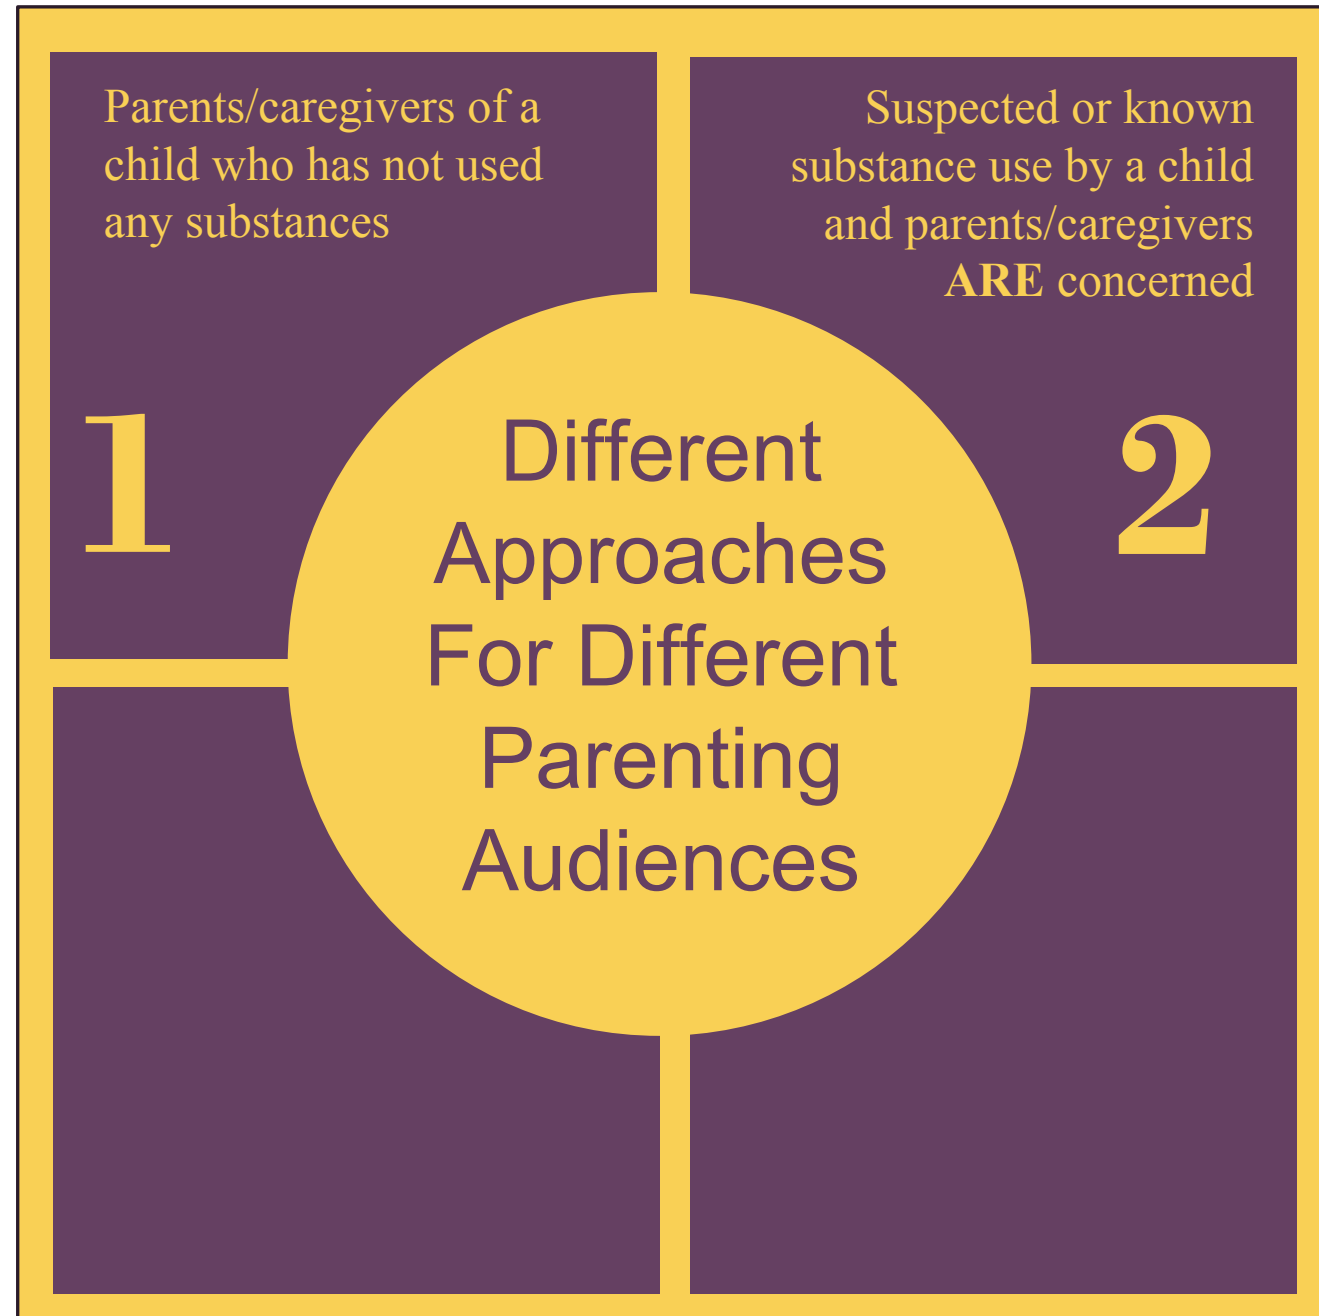 Parents/caregivers of a
child who has not used
any substances
1
Suspected or known
substance use by a child
and parents/caregivers
ARE concerned
2
Different
Approaches
For Different
Parenting
Audiences